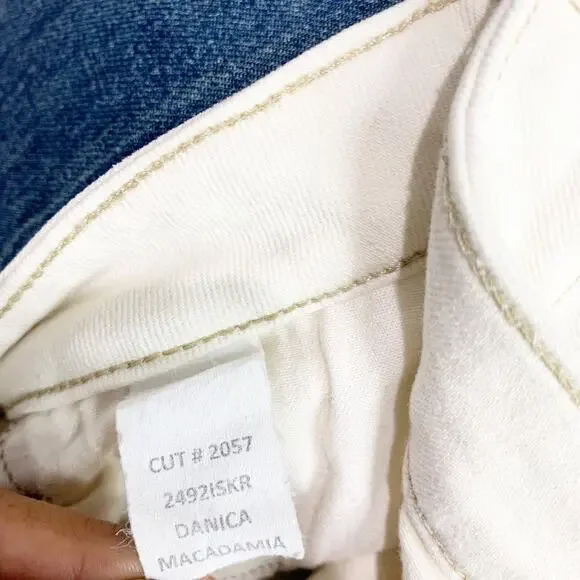 CUT # 2057
2492ISKR
DANICA
MACADAMIA